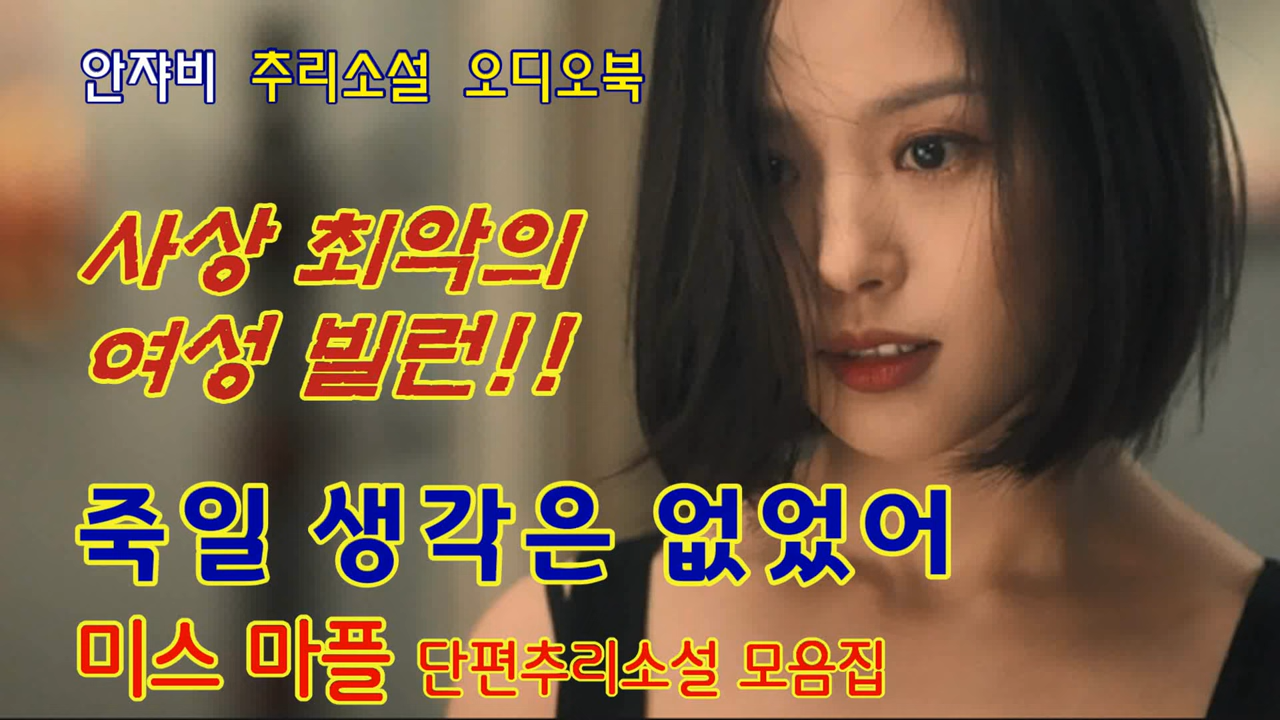 안쟈비 추리소설 오디오북
사상 최악의
여성 빌런!!
죽일 생각은 없었어
미스 마플 단편추리소설 모음집